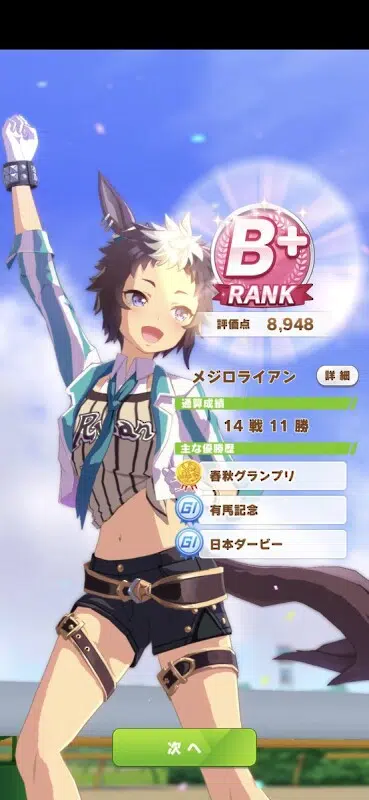 B+
RANK
評価点 8,948
メジロライアン 詳細
通算成績
14 戦 11 勝
主な優勝歴
春秋グランプリ
GI 有馬記念
GI 日本ダービー
Ryan
次へ